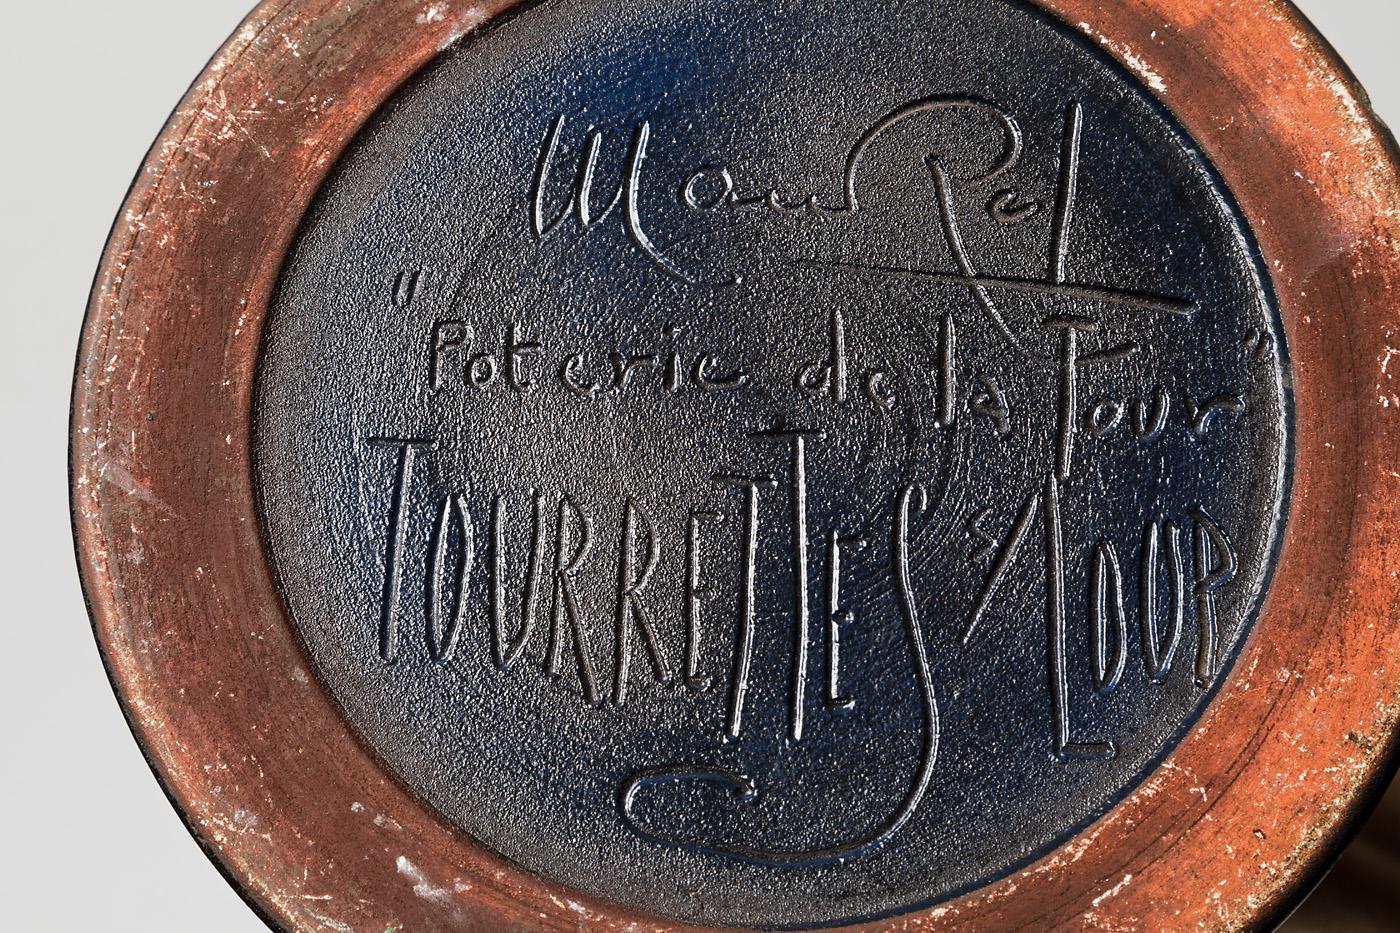 "Poterie de la Tour"
TOURRETTES s/ LOUP